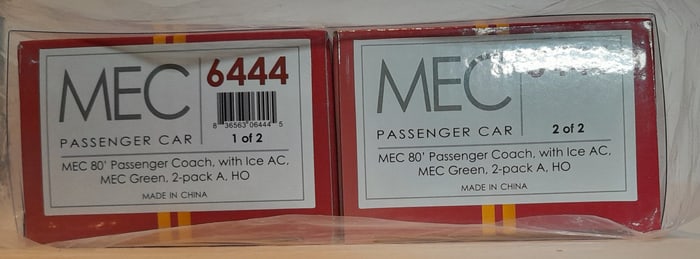 MEC 6444
8 36563 06444 5
PASSENGER CAR 1 of 2
MEC 80' Passenger Coach, with Ice AC,
MEC Green, 2-pack A, HO
MADE IN CHINA
MEC
PASSENGER CAR 2 of 2
MEC 80' Passenger Coach, with Ice AC,
MEC Green, 2-pack A, HO
MADE IN CHINA